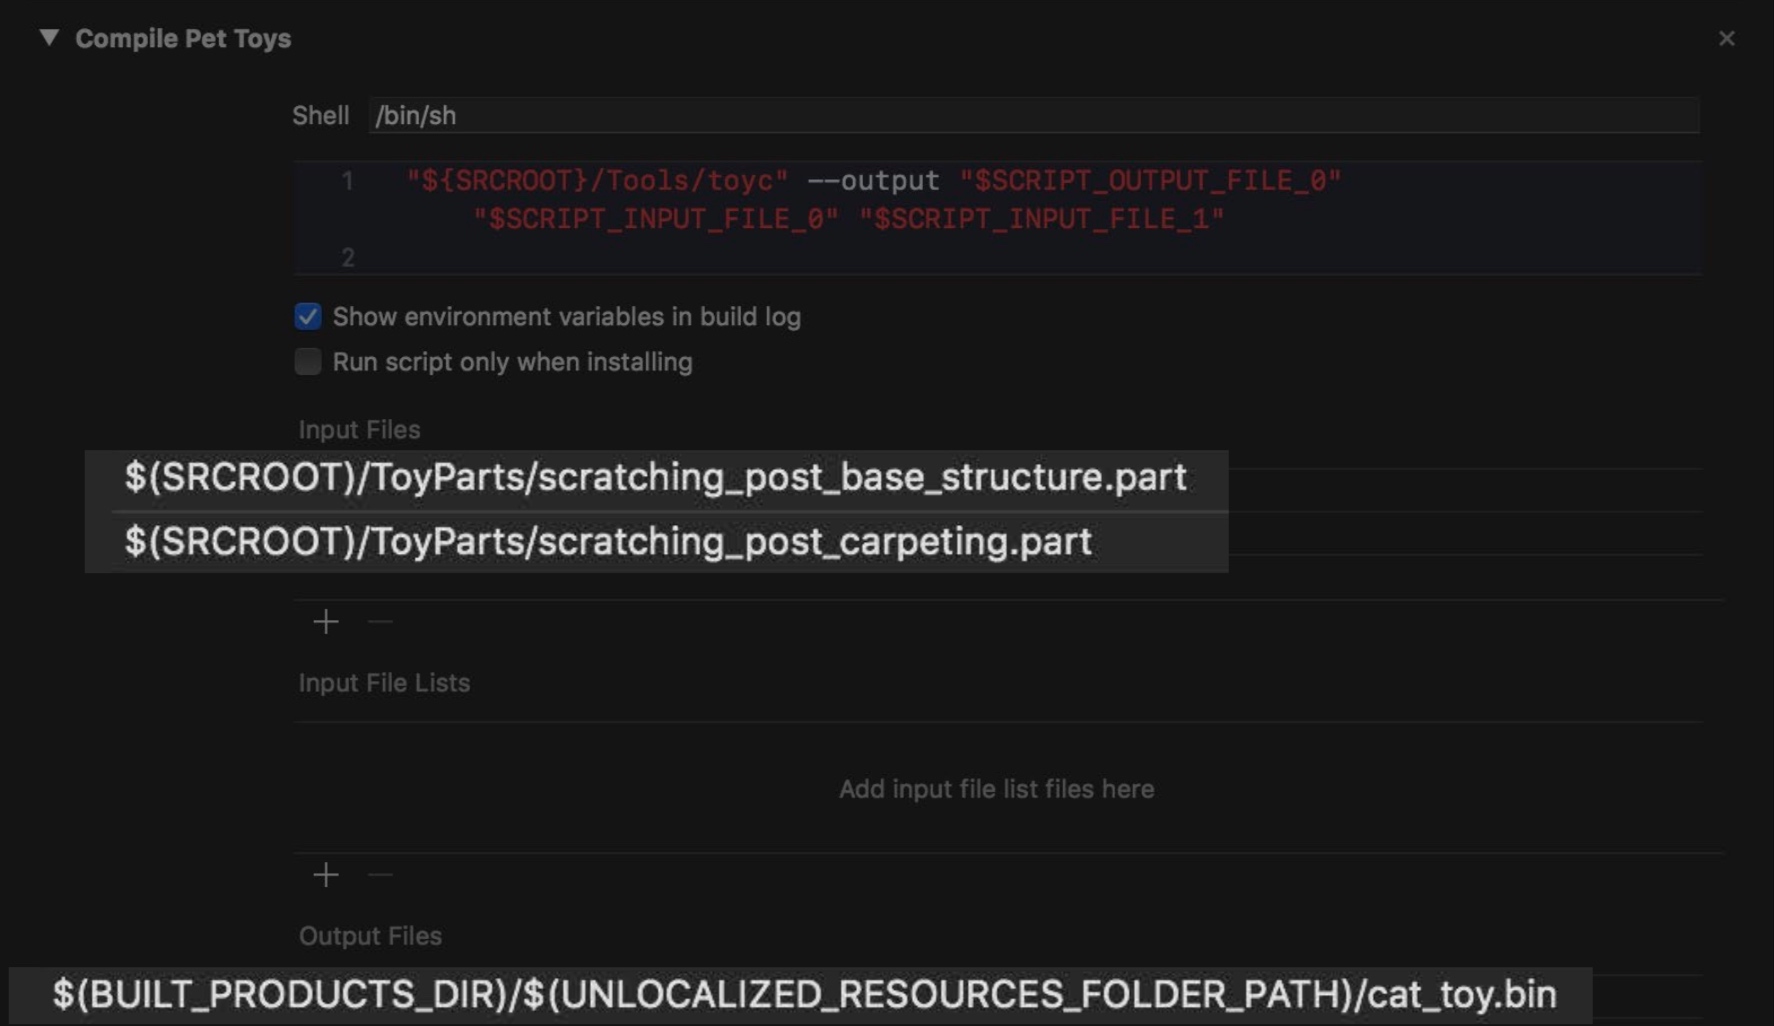 Compile Pet Toys
Shell /bin/sh
1 "${SRCROOT}/Tools/toyc" --output "$SCRIPT_OUTPUT_FILE_0"
"$SCRIPT_INPUT_FILE_0" "$SCRIPT_INPUT_FILE_1"
2
Show environment variables in build log
Run script only when installing
Input Files
$(SRCROOT)/ToyParts/scratching_post_base_structure.part
$(SRCROOT)/ToyParts/scratching_post_carpeting.part
Input File Lists
Add input file list files here
Output Files
$(BUILT_PRODUCTS_DIR)/$(UNLOCALIZED_RESOURCES_FOLDER_PATH)/cat_toy.bin